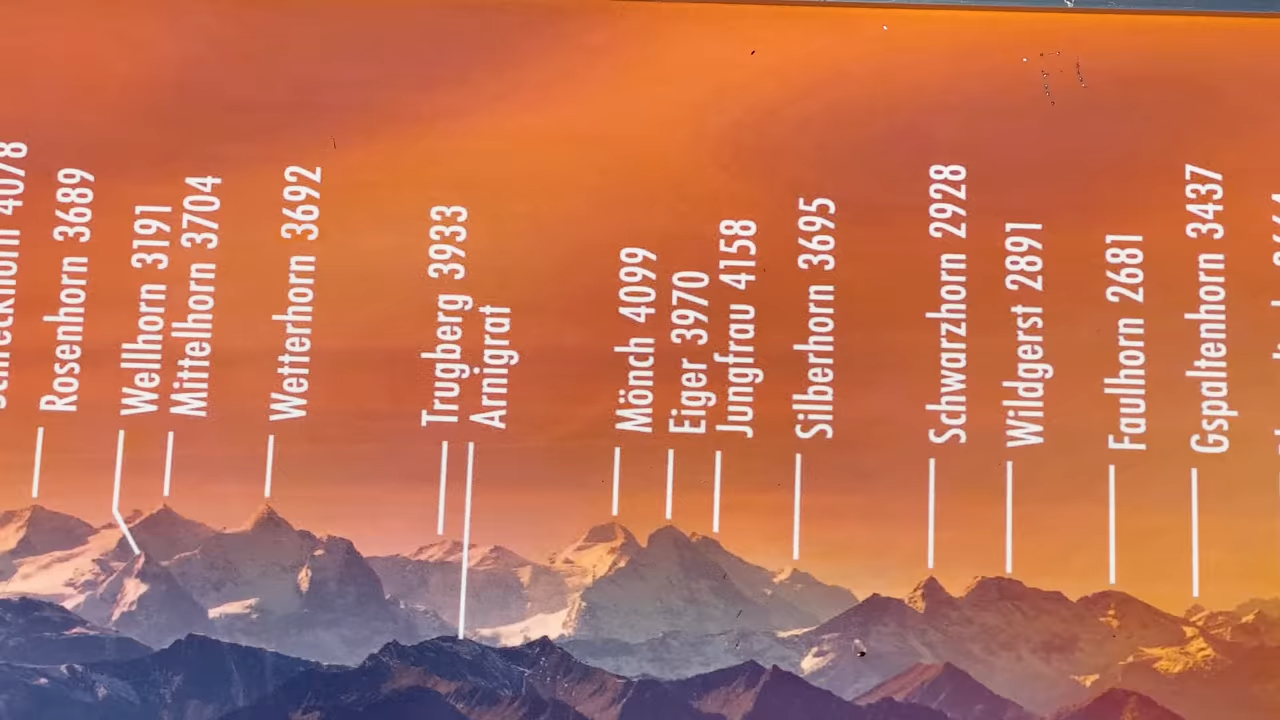 4078
Rosenhorn 3689
Wellhorn 3191
Mittelhorn 3704
Wetterhorn 3692
Trugberg 3933
Arnigrat
Mönch 4099
Eiger 3970
Jungfrau 4158
Silberhorn 3695
Schwarzhorn 2928
Wildgerst 2891
Faulhorn 2681
Gspaltenhorn 3437